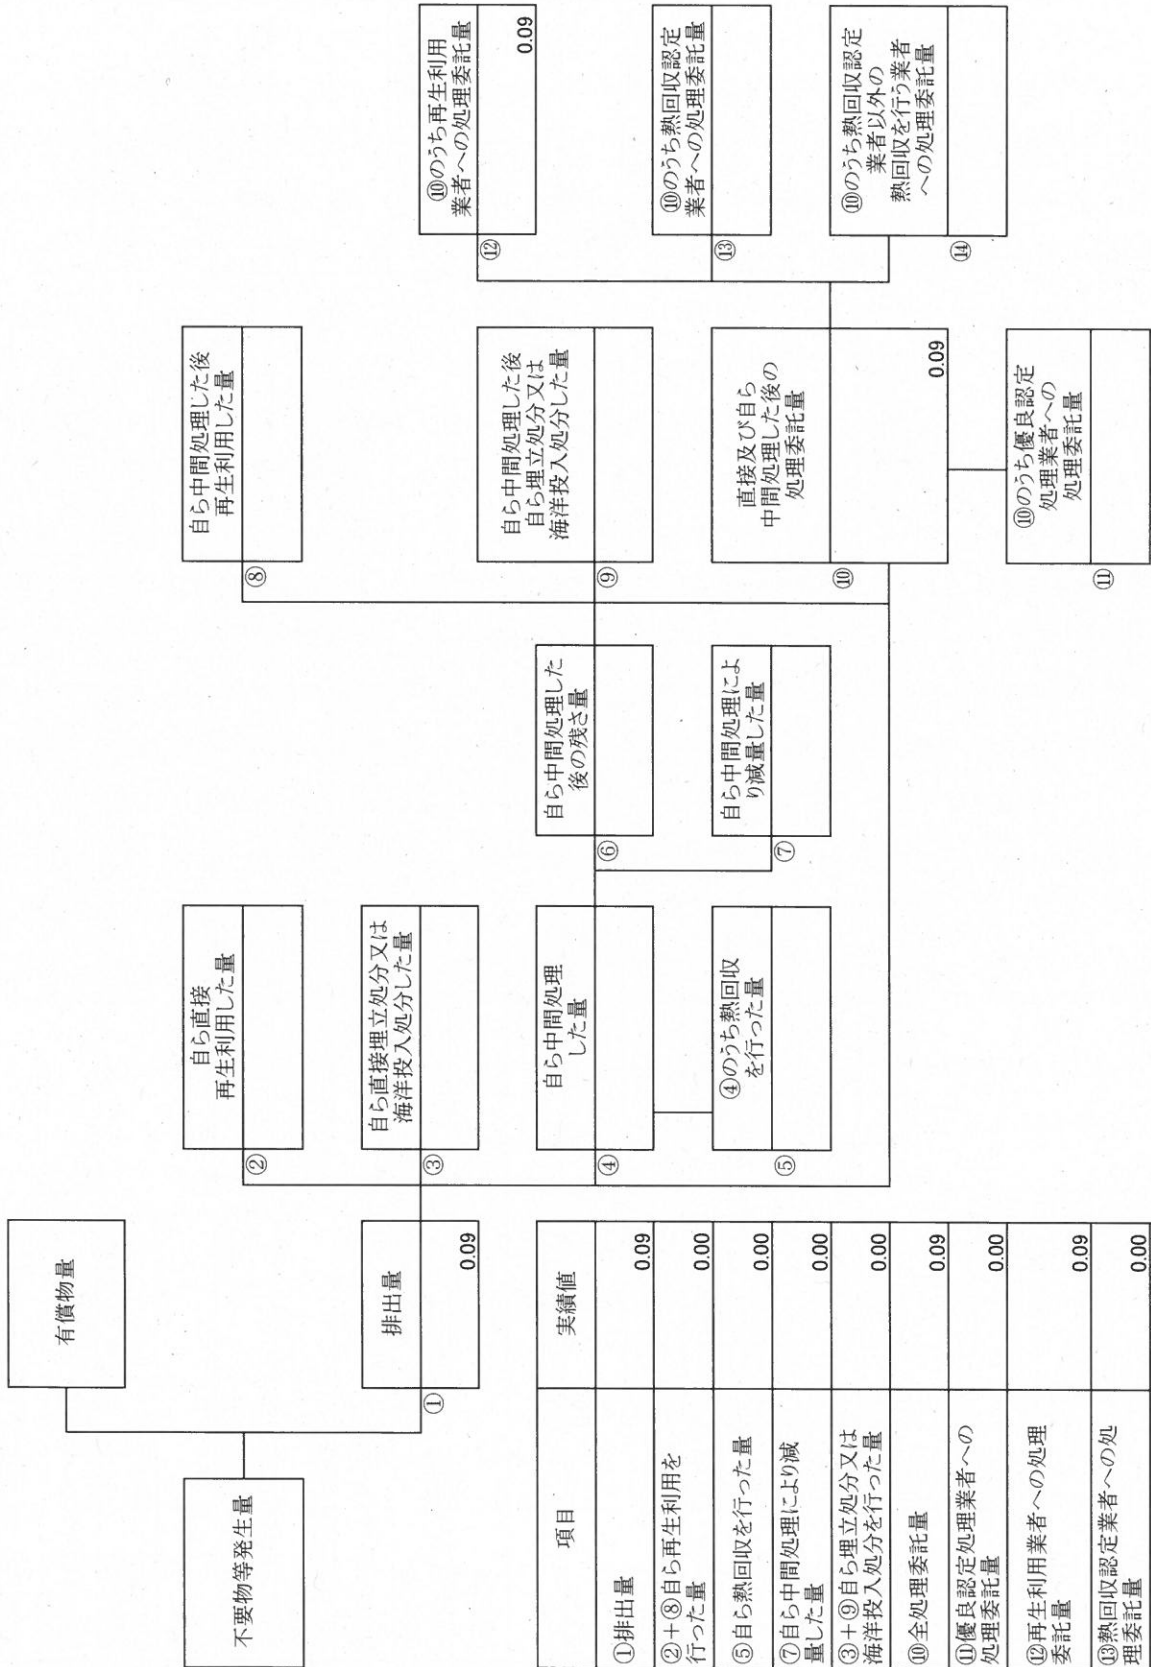 不要物等発生量
有償物量
排出量
①
0.09
自ら直接
再生利用した量
②
自ら直接埋立処分又は
海洋投入処分した量
③
自ら中間処理
した量
④
④のうち熱回収
を行った量
⑤
自ら中間処理した
後の残さ量
⑥
自ら中間処理によ
り減量した量
⑦
自ら中間処理した後
再生利用した量
⑧
自ら中間処理した後
自ら埋立処分又は
海洋投入処分した量
⑨
直接及び自ら
中間処理した後の
処理委託量
⑩
0.09
⑩のうち優良認定
処理業者への
処理委託量
⑪
⑩のうち再生利用
業者への処理委託量
⑫
0.09
⑩のうち熱回収認定
業者への処理委託量
⑬
⑩のうち熱回収認定
業者以外の
熱回収を行う業者
への処理委託量
⑭
項目 実績値
①排出量 0.09
②+⑧自ら再生利用を
行った量 0.00
⑤自ら熱回収を行った量 0.00
⑦自ら中間処理により減
量した量 0.00
③+⑨自ら埋立処分又は
海洋投入処分を行った量 0.00
⑩全処理委託量 0.09
⑪優良認定処理業者への
処理委託量 0.00
⑫再生利用業者への処理
委託量 0.09
⑬熱回収認定業者への処
理委託量 0.00